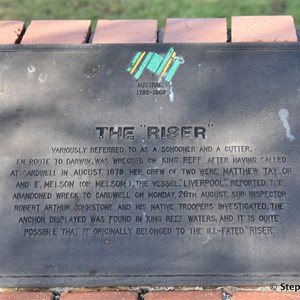 AUSTRALIA
1788-1988
THE "RISER"
VARIOUSLY REFERRED TO AS A SCHOONER AND A CUTTER,
EN ROUTE TO DARWIN, WAS WRECKED ON KING REEF AFTER HAVING CALLED
AT CARDWELL IN AUGUST, 1878. HER CREW OF TWO WERE MATTHEW TAYLOR
AND E. MELSON (OR NELSON), THE VESSEL, "LIVERPOOL", REPORTED THE
ABANDONED WRECK TO CARDWELL ON MONDAY, 26TH AUGUST. SUB INSPECTOR
ROBERT ARTHUR JOHNSTONE AND HIS NATIVE TROOPERS INVESTIGATED. THE
ANCHOR DISPLAYED WAS FOUND IN KING REEF WATERS, AND IT IS QUITE
POSSIBLE THAT IT ORIGINALLY BELONGED TO THE ILL-FATED "RISER"
© Step